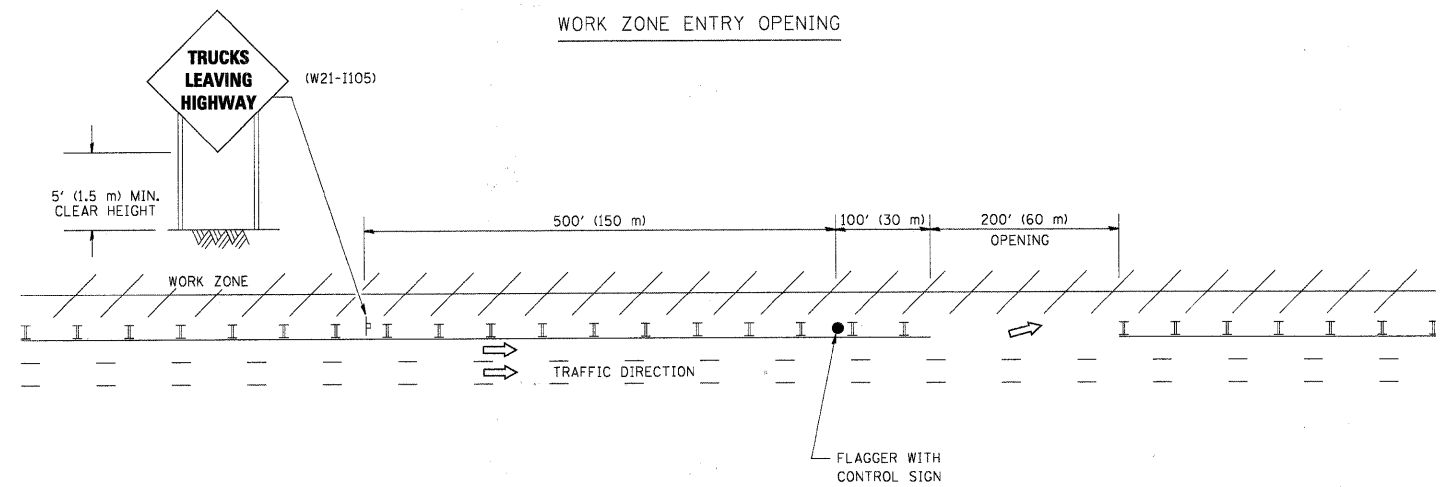 WORK ZONE ENTRY OPENING
TRUCKS
LEAVING
HIGHWAY
(W21-I105)
5' (1.5 m) MIN.
CLEAR HEIGHT
500' (150 m)
100' (30 m)
200' (60 m)
OPENING
WORK ZONE
TRAFFIC DIRECTION
FLAGGER WITH
CONTROL SIGN